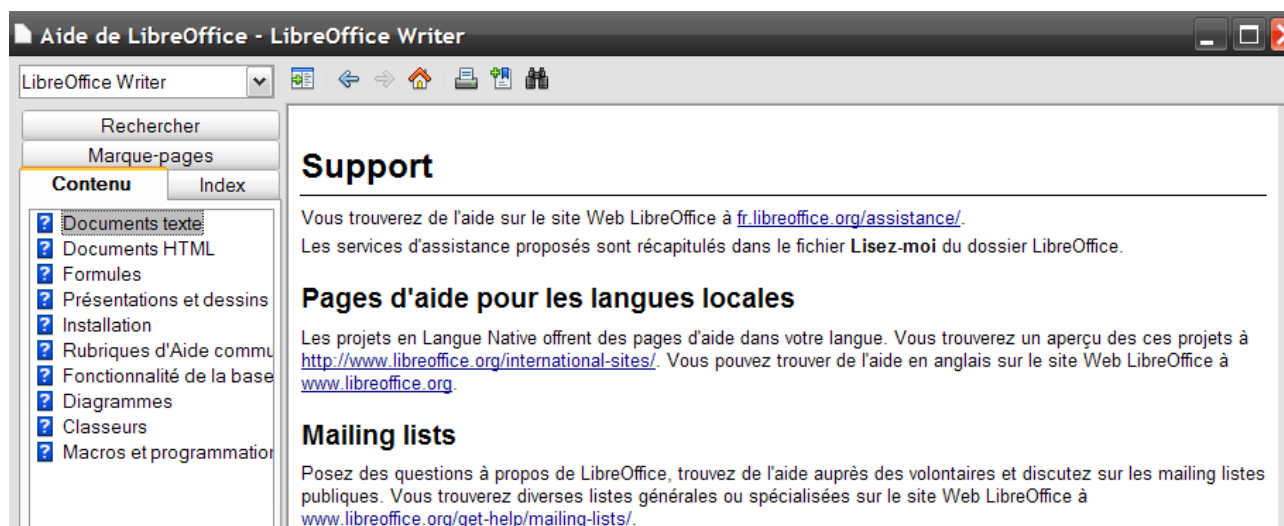 Aide de LibreOffice - LibreOffice Writer
LibreOffice Writer
Rechercher
Marque-pages
Contenu
Index
Documents texte
Documents HTML
Formules
Présentations et dessins
Installation
Rubriques d'Aide commu
Fonctionnalité de la base
Diagrammes
Classeurs
Macros et programmation
Support
Vous trouverez de l'aide sur le site Web LibreOffice à fr.libreoffice.org/assistance/.
Les services d'assistance proposés sont récapitulés dans le fichier Lisez-moi du dossier LibreOffice.
Pages d'aide pour les langues locales
Les projets en Langue Native offrent des pages d'aide dans votre langue. Vous trouverez un aperçu des ces projets à
http://www.libreoffice.org/international-sites/. Vous pouvez trouver de l'aide en anglais sur le site Web LibreOffice à
www.libreoffice.org.
Mailing lists
Posez des questions à propos de LibreOffice, trouvez de l'aide auprès des volontaires et discutez sur les mailing listes
publiques. Vous trouverez diverses listes générales ou spécialisées sur le site Web LibreOffice à
www.libreoffice.org/get-help/mailing-lists/.